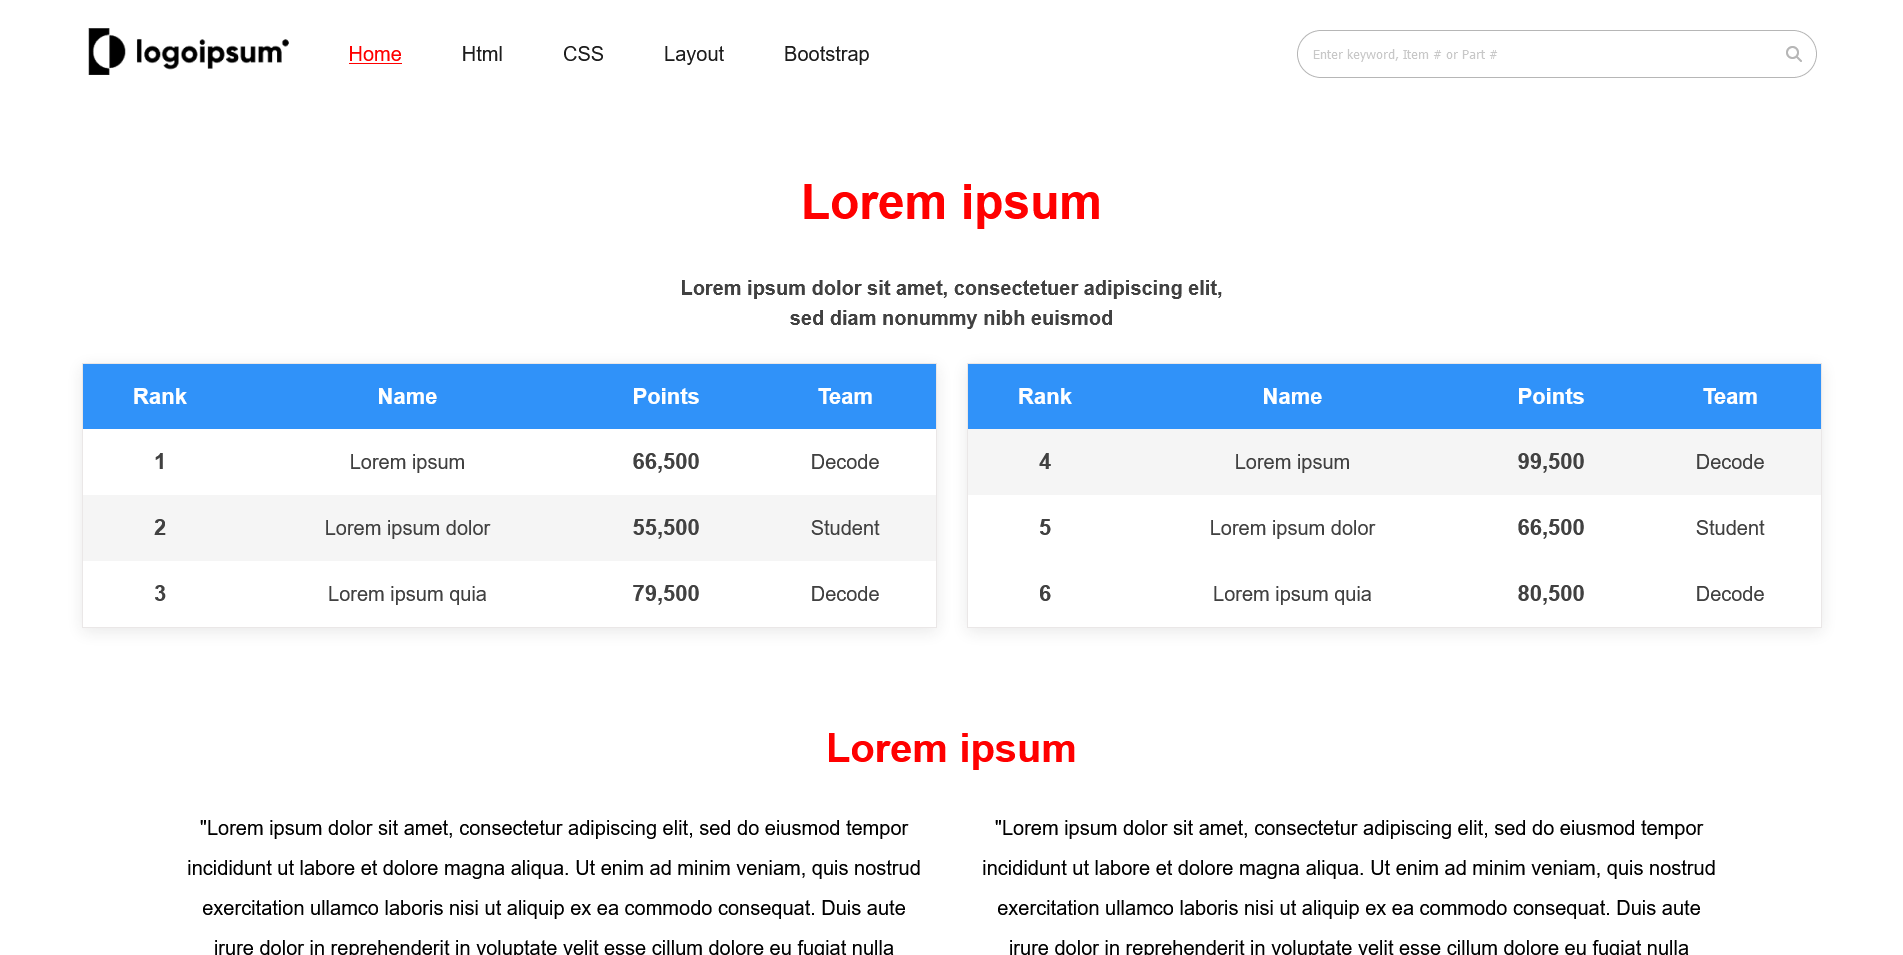 logoipsum
Home Html CSS Layout Bootstrap
Enter keyword, Item # or Part #
Lorem ipsum
Lorem ipsum dolor sit amet, consectetuer adipiscing elit,
sed diam nonummy nibh euismod
Rank Name Points Team
1 Lorem ipsum 66,500 Decode
2 Lorem ipsum dolor 55,500 Student
3 Lorem ipsum quia 79,500 Decode
Rank Name Points Team
4 Lorem ipsum 99,500 Decode
5 Lorem ipsum dolor 66,500 Student
6 Lorem ipsum quia 80,500 Decode
Lorem ipsum
"Lorem ipsum dolor sit amet, consectetur adipiscing elit, sed do eiusmod tempor
incididunt ut labore et dolore magna aliqua. Ut enim ad minim veniam, quis nostrud
exercitation ullamco laboris nisi ut aliquip ex ea commodo consequat. Duis aute
irure dolor in reprehenderit in voluptate velit esse cillum dolore eu fugiat nulla
"Lorem ipsum dolor sit amet, consectetur adipiscing elit, sed do eiusmod tempor
incididunt ut labore et dolore magna aliqua. Ut enim ad minim veniam, quis nostrud
exercitation ullamco laboris nisi ut aliquip ex ea commodo consequat. Duis aute
irure dolor in reprehenderit in voluptate velit esse cillum dolore eu fugiat nulla